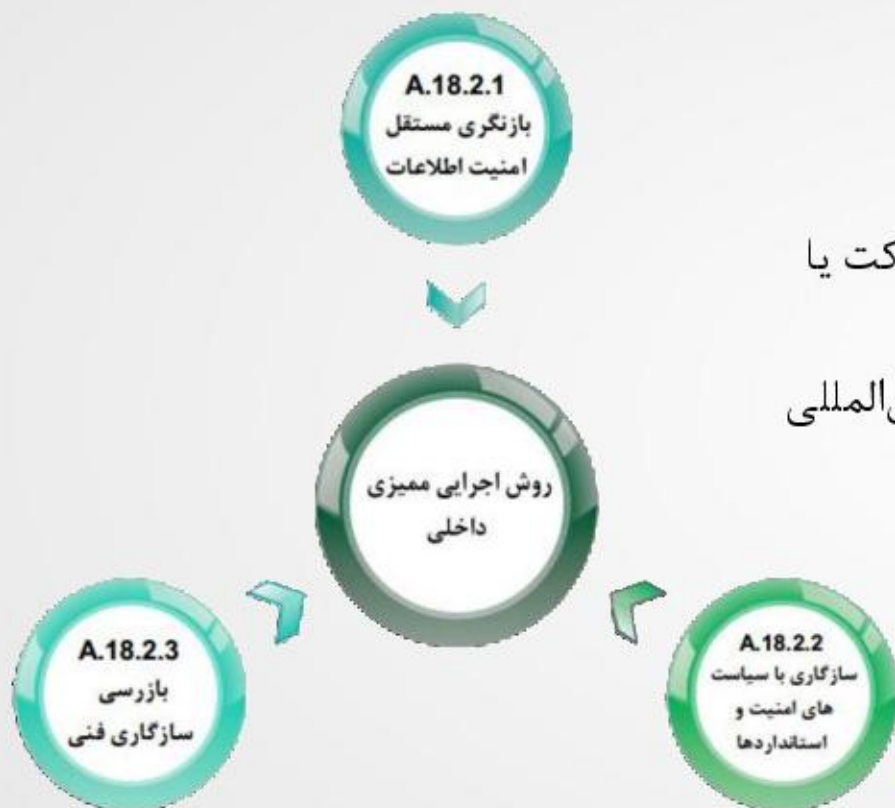 A.18.2.1
بازنگری مستقل
امنیت اطلاعات
یا
روش اجرایی ممیزی
داخلی
A.18.2.3
بازرسی
سازگاری فنی
A.18.2.2
سازگاری با سیاست
های امنیت و
استانداردها